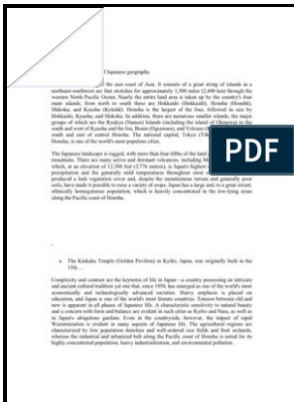 Japanese geography.
the east coast of Asia. It consists of a great string of islands in a
northeast-southwest arc that stretches for approximately 1,500 miles (2,400 km) through the
western North Pacific Ocean. Nearly the entire land area is taken up by the country's four
main islands; from north to south these are Hokkaido (Hokkaidō), Honshu (Honshū),
Shikoku, and Kyushu (Kyūshū). Honshu is the largest of the four, followed in size by
Hokkaido, Kyushu, and Shikoku. In addition, there are numerous smaller islands, the major
groups of which are the Ryukyu (Nansei) Islands (including the island of Okinawa) to the
south and west of Kyushu and the Izu, Bonin (Ogasawara), and Volcano
south and east of central Honshu. The national capital, Tokyo
Honshu, is one of the world's most populous cities.
The Japanese landscape is rugged, with more than four-fifths of the land
mountains. There are many active and dormant volcanoes, including
which, at an elevation of 12,388 feet (3,776 metres), is Japan's highest
precipitation and the generally mild temperatures throughout most
produced a lush vegetation cover and, despite the mountainous terrain and generally poor
soils, have made it possible to raise a variety of crops. Japan has a large and, to a great extent,
ethnically homogeneous population, which is heavily concentrated in the low-lying areas
along the Pacific coast of Honshu.
PDF
• The Kinkaku Temple (Golden Pavilion) in Kyōto, Japan, was originally built in the
15th…
Complexity and contrast are the keynotes of life in Japan—a country possessing an intricate
and ancient cultural tradition yet one that, since 1950, has emerged as one of the world's most
economically and technologically advanced societies. Heavy emphasis is placed on
education, and Japan is one of the world's most literate countries. Tension between old and
new is apparent in all phases of Japanese life. A characteristic sensitivity to natural beauty
and a concern with form and balance are evident in such cities as Kyōto and Nara, as well as
in Japan's ubiquitous gardens. Even in the countryside, however, the impact of rapid
Westernization is evident in many aspects of Japanese life. The agricultural regions are
characterized by low population densities and well-ordered rice fields and fruit orchards,
whereas the industrial and urbanized belt along the Pacific coast of Honshu is noted for its
highly concentrated population, heavy industrialization, and environmental pollution.